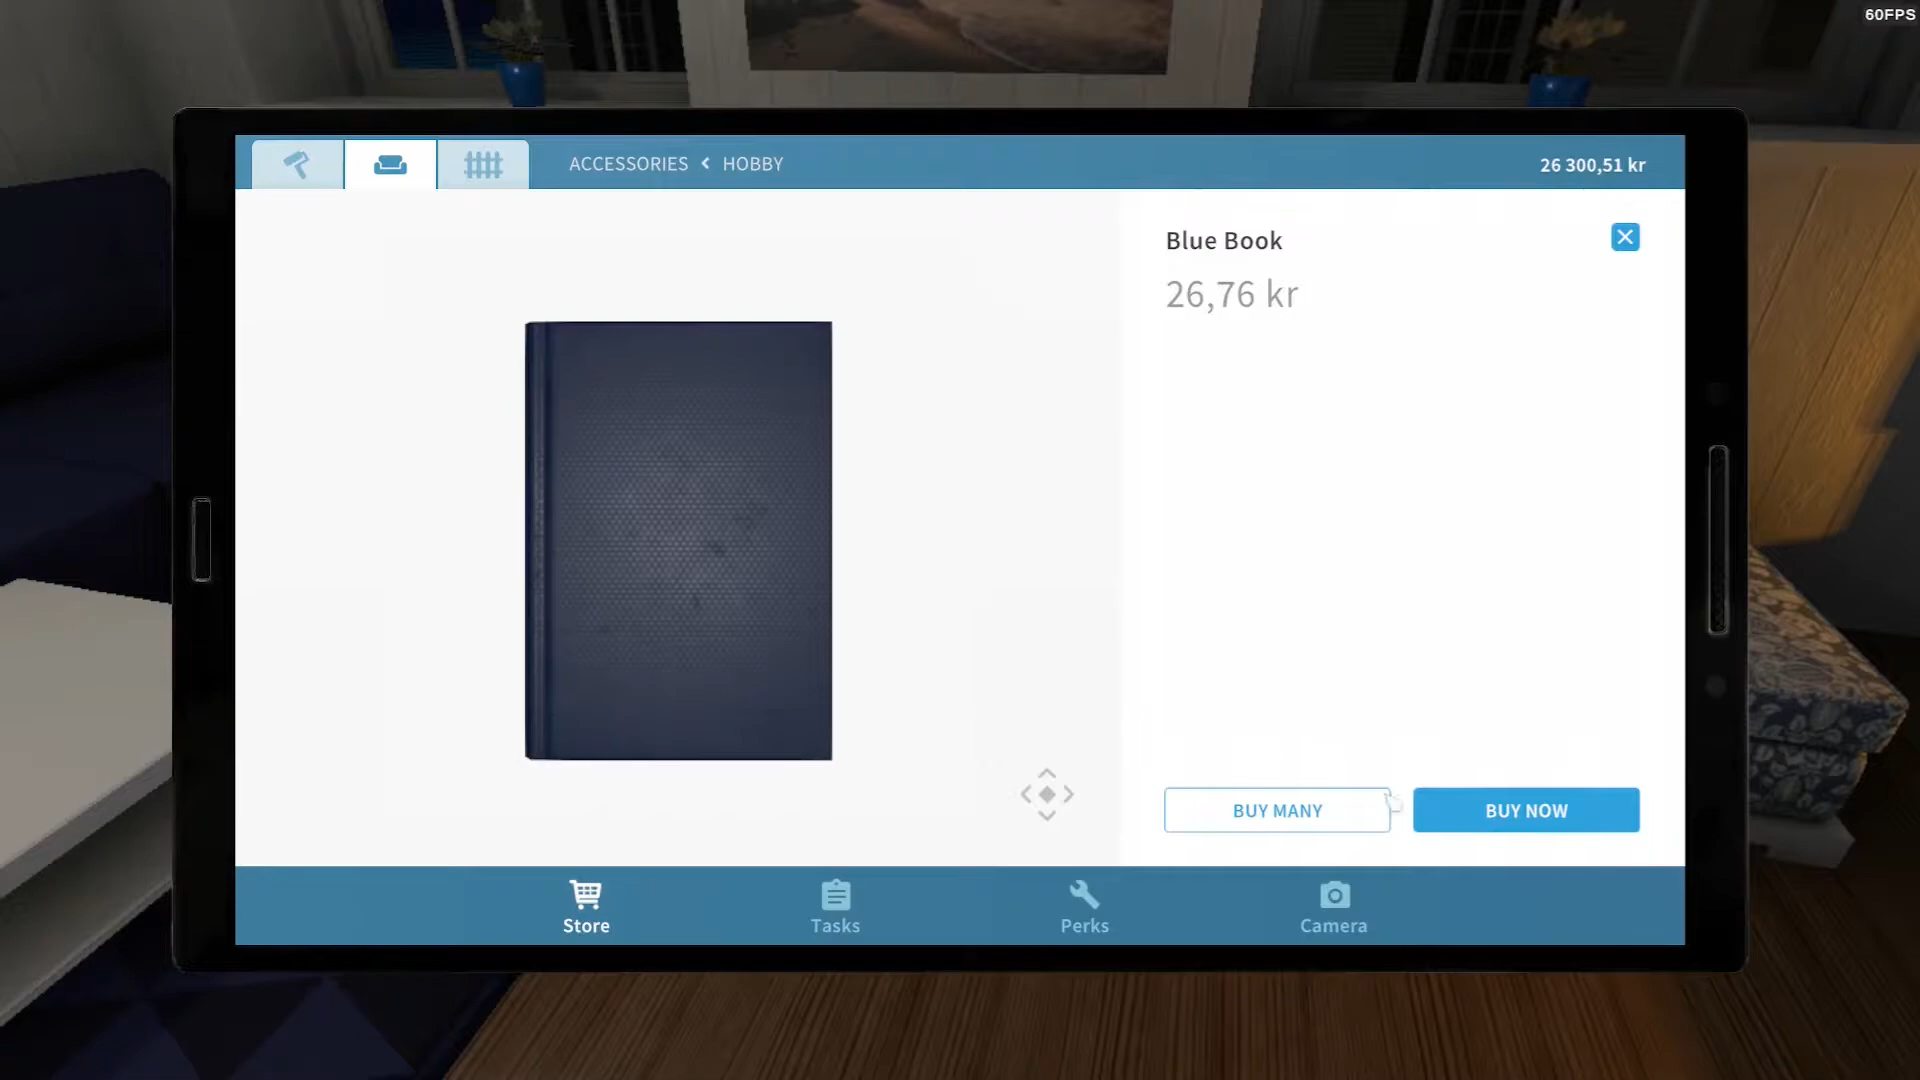 60FPS
ACCESSORIES < HOBBY
26 300,51 kr
Blue Book
26,76 kr
BUY MANY
BUY NOW
Store
Tasks
Perks
Camera